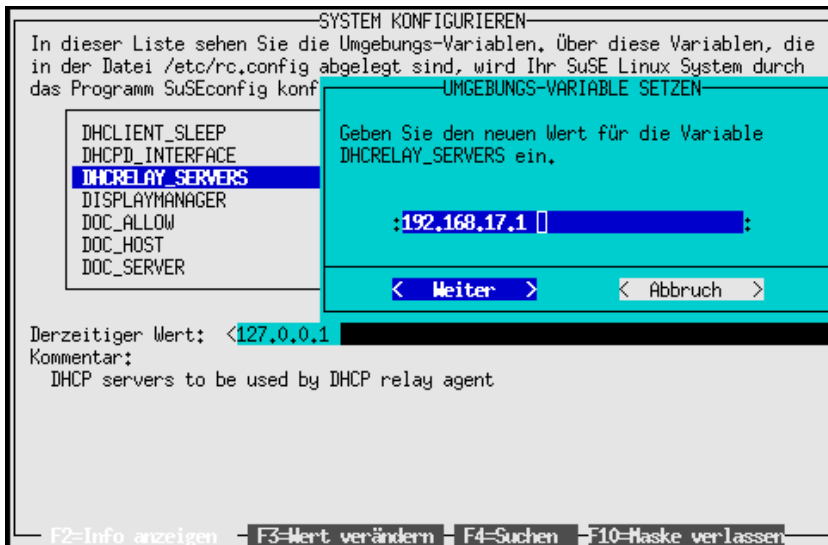 SYSTEM KONFIGURIEREN
In dieser Liste sehen Sie die Umgebungs-Variablen. Über diese Variablen, die
in der Datei /etc/rc.config abgelegt sind, wird Ihr SuSE Linux System durch
das Programm SuSEconfig konf
UMGEBUNGS-VARIABLE SETZEN
Geben Sie den neuen Wert für die Variable
DHCRELAY_SERVERS ein.
:192.168.17.1 :
< Weiter > < Abbruch >
DHCLIENT_SLEEP
DHCPD_INTERFACE
DHCRELAY_SERVERS
DISPLAYMANAGER
DOC_ALLOW
DOC_HOST
DOC_SERVER
Derzeitiger Wert: <127.0.0.1
Kommentar:
DHCP servers to be used by DHCP relay agent
F2=Info anzeigen F3=Wert verändern F4=Suchen F10=Maske verlassen